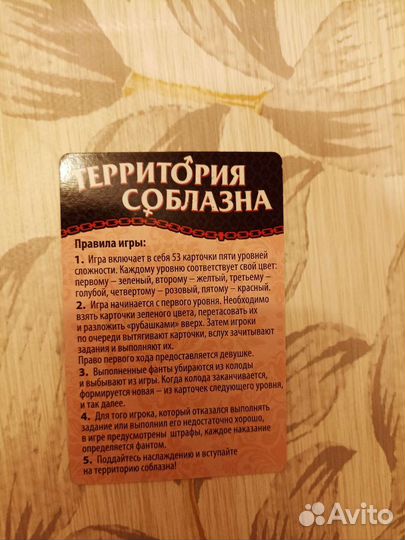 ТЕРРИТОРИЯ
СОБЛАЗНА
Правила игры:
1. Игра включает в себя 53 карточки пяти уровней
сложности. Каждому уровню соответствует свой цвет:
первому – зеленый, второму – желтый, третьему –
голубой, четвертому – розовый, пятому – красный.
2. Игра начинается с первого уровня. Необходимо
взять карточки зеленого цвета, перетасовать их
и разложить «рубашками» вверх. Затем игроки
по очереди вытягивают карточки, вслух зачитывают
задания и выполняют их.
Право первого хода предоставляется девушке.
3. Выполненные фанты убираются из колоды
и выбывают из игры. Когда колода заканчивается,
формируется новая – из карточек следующего уровня,
и так далее.
4. Для того игрока, который отказался выполнять
задание или выполнил его недостаточно хорошо,
в игре предусмотрены штрафы, каждое наказание
определяется фантом.
5. Поддайтесь наслаждению и вступайте
на территорию соблазна!
Avito